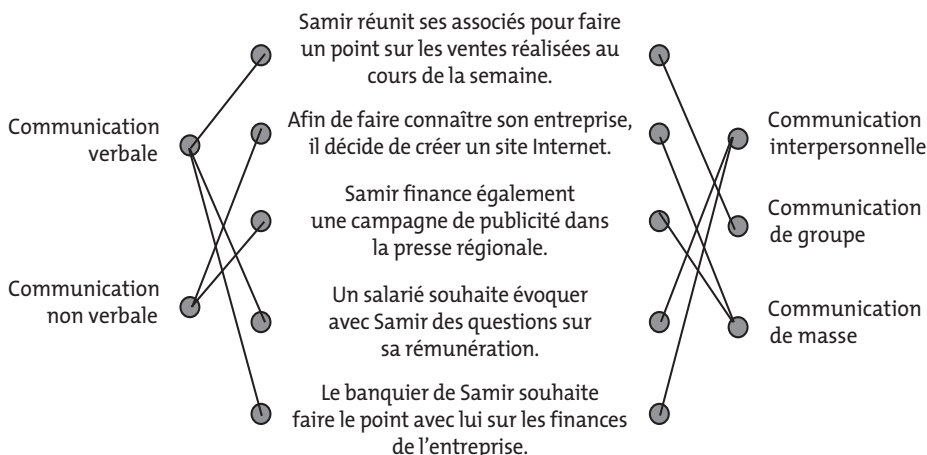 Samir réunit ses associés pour faire
un point sur les ventes réalisées au
cours de la semaine.
Communication
verbale
Afin de faire connaître son entreprise,
il décide de créer un site Internet.
Communication
interpersonnelle
Samir finance également
une campagne de publicité dans
la presse régionale.
Communication
de groupe
Communication
non verbale
Un salarié souhaite évoquer
avec Samir des questions sur
sa rémunération.
Communication
de masse
Le banquier de Samir souhaite
faire le point avec lui sur les finances
de l'entreprise.